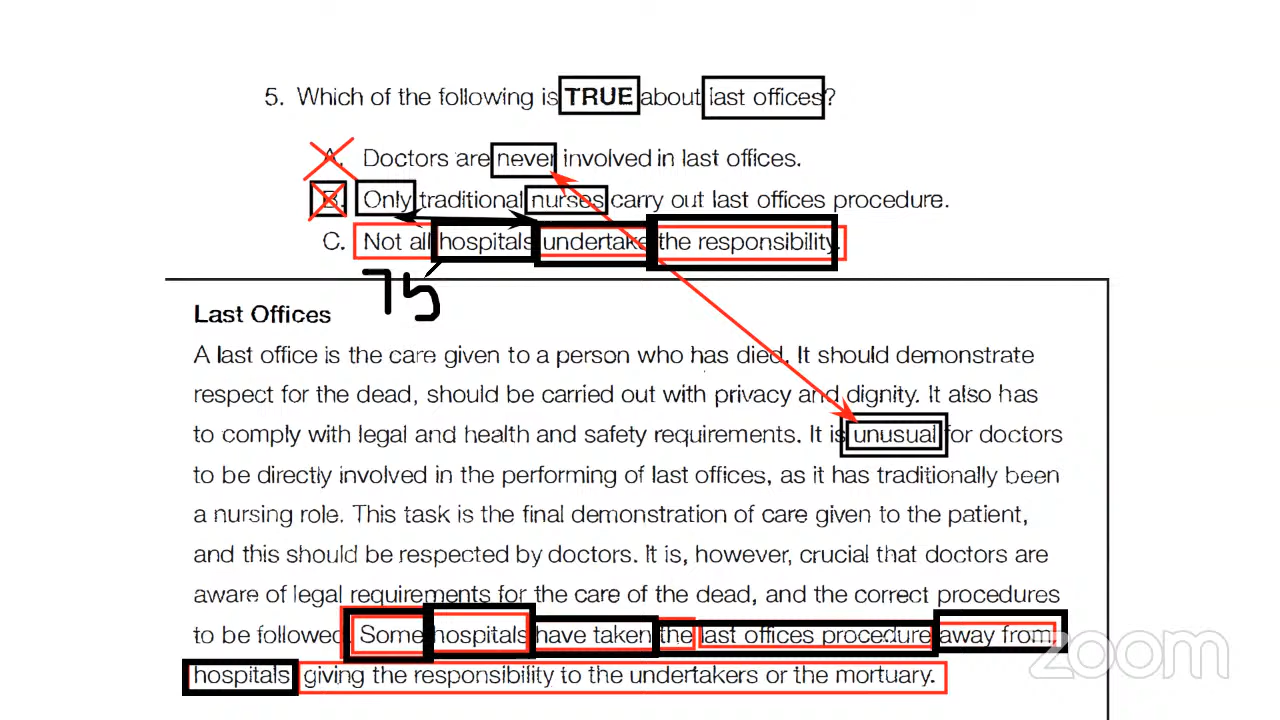 5. Which of the following is TRUE about last offices?
A. Doctors are never involved in last offices.
B. Only traditional nurses carry out last offices procedure.
C. Not all hospitals undertake the responsibility.
75
Last Offices
A last office is the care given to a person who has died. It should demonstrate
respect for the dead, should be carried out with privacy and dignity. It also has
to comply with legal and health and safety requirements. It is unusual for doctors
to be directly involved in the performing of last offices, as it has traditionally been
a nursing role. This task is the final demonstration of care given to the patient,
and this should be respected by doctors. It is, however, crucial that doctors are
aware of legal requirements for the care of the dead, and the correct procedures
to be followed. Some hospitals have taken the last offices procedure away from
hospitals giving the responsibility to the undertakers or the mortuary.
zoom